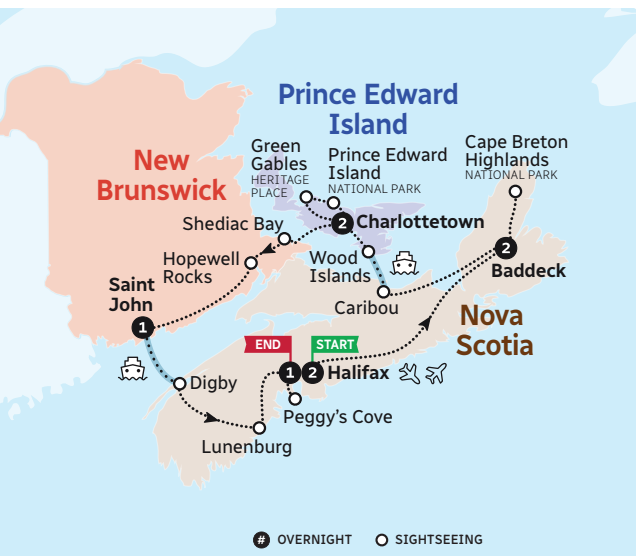 Prince Edward
Island
New
Brunswick
Green
Gables
HERITAGE
PLACE
Prince Edward
Island
NATIONAL PARK
Cape Breton
Highlands
NATIONAL PARK
2 Charlottetown
Shediac Bay
Hopewell
Rocks
Wood
Islands
2
Baddeck
Saint
John
1
Caribou
Nova
Scotia
END
START
1
2
Halifax
Digby
Peggy's Cove
Lunenburg
# OVERNIGHT
SIGHTSEEING